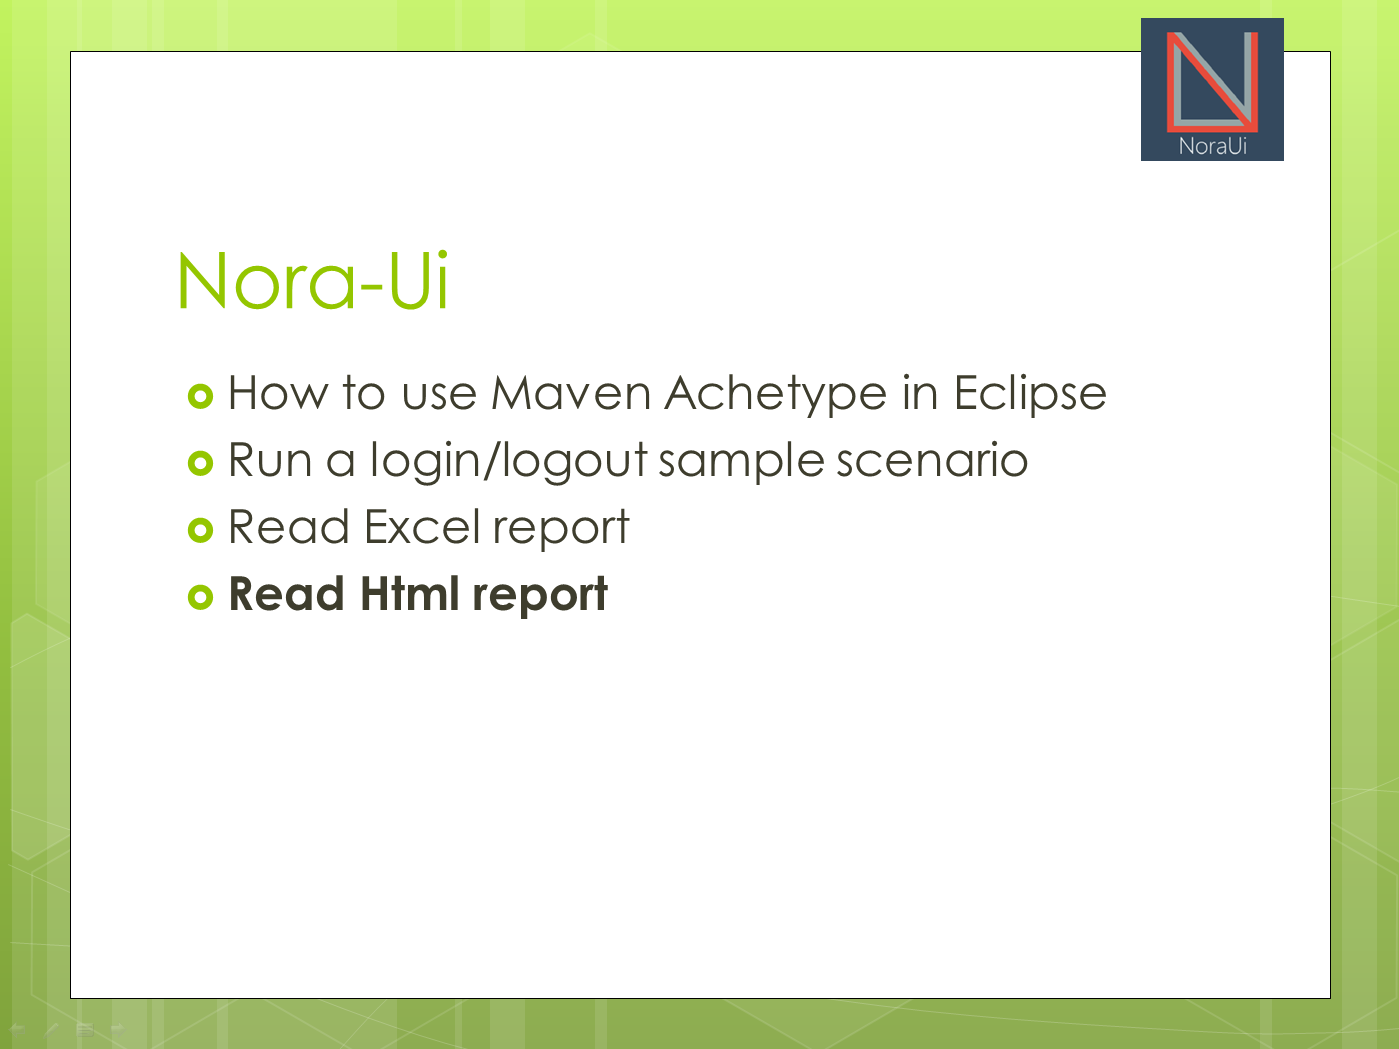 NoraUi
Nora-Ui
How to use Maven Achetype in Eclipse
Run a login/logout sample scenario
Read Excel report
Read Html report